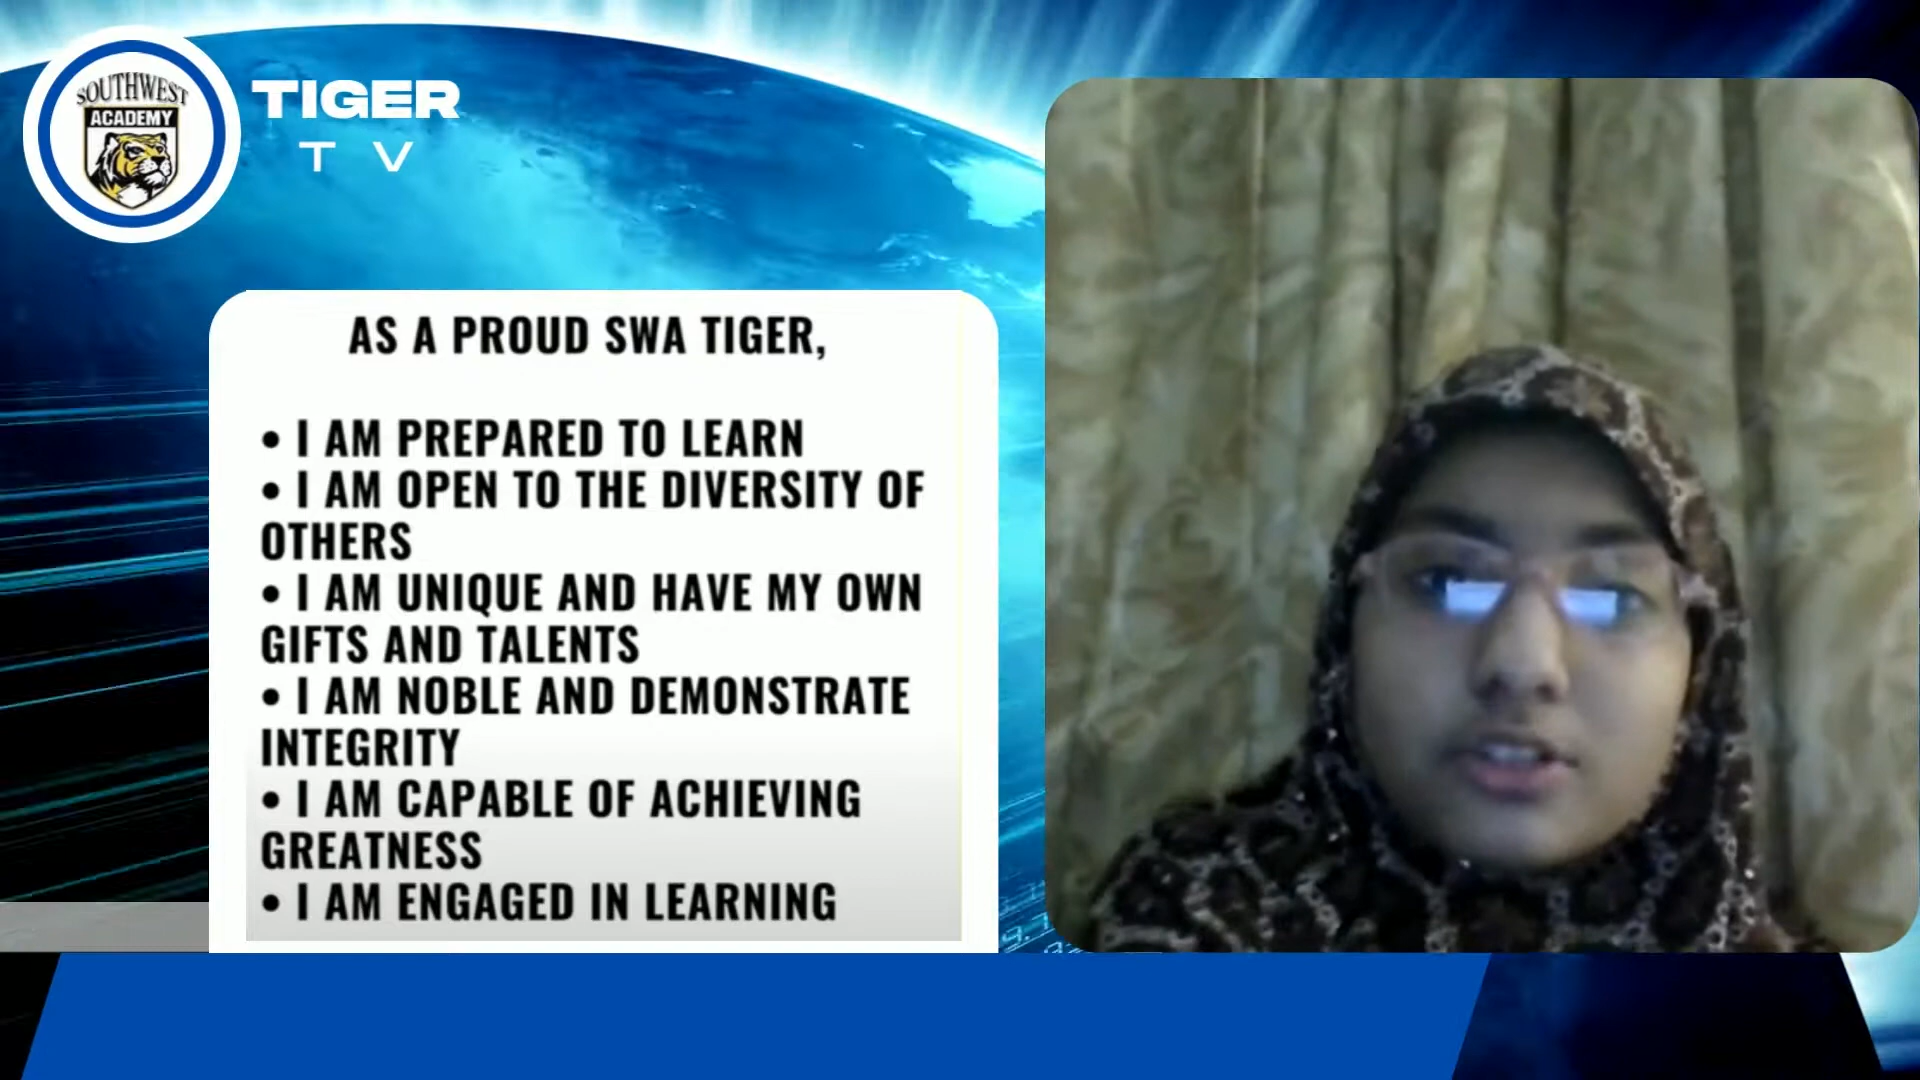 SOUTHWEST
ACADEMY
TIGER
TV
AS A PROUD SWA TIGER,
• I AM PREPARED TO LEARN
• I AM OPEN TO THE DIVERSITY OF
OTHERS
• I AM UNIQUE AND HAVE MY OWN
GIFTS AND TALENTS
• I AM NOBLE AND DEMONSTRATE
INTEGRITY
• I AM CAPABLE OF ACHIEVING
GREATNESS
• I AM ENGAGED IN LEARNING